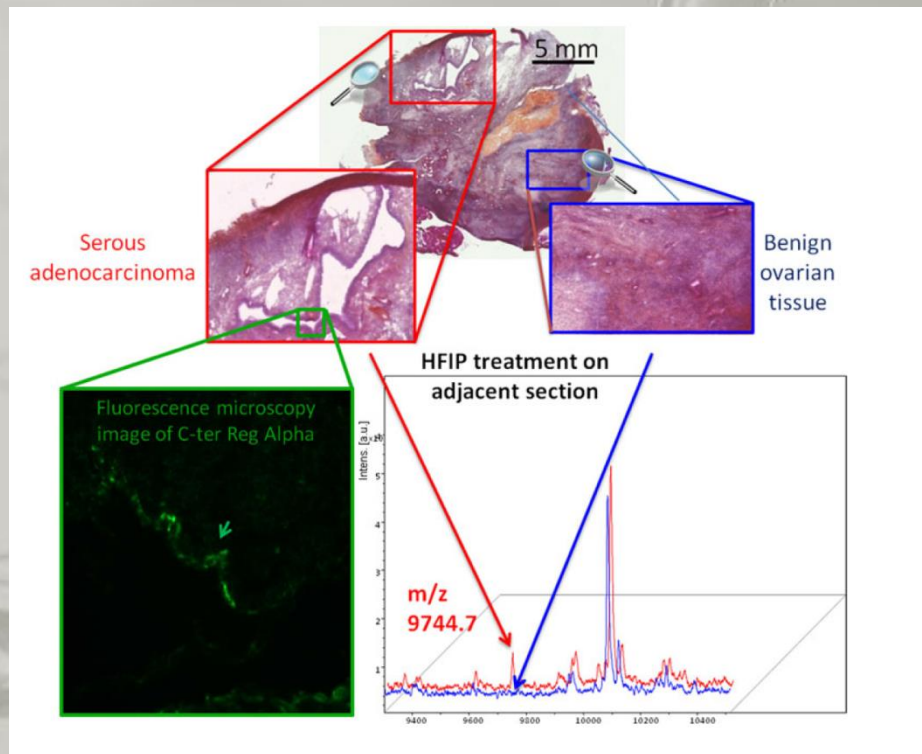 5 mm
Serous
adenocarcinoma
Benign
ovarian
tissue
HFIP treatment on
adjacent section
Fluorescence microscopy
image of C-ter Reg Alpha
Intens. [a.u.]
5
4
3
2
1
m/z
9744.7
9400
9600
9800
10000
10200
10400